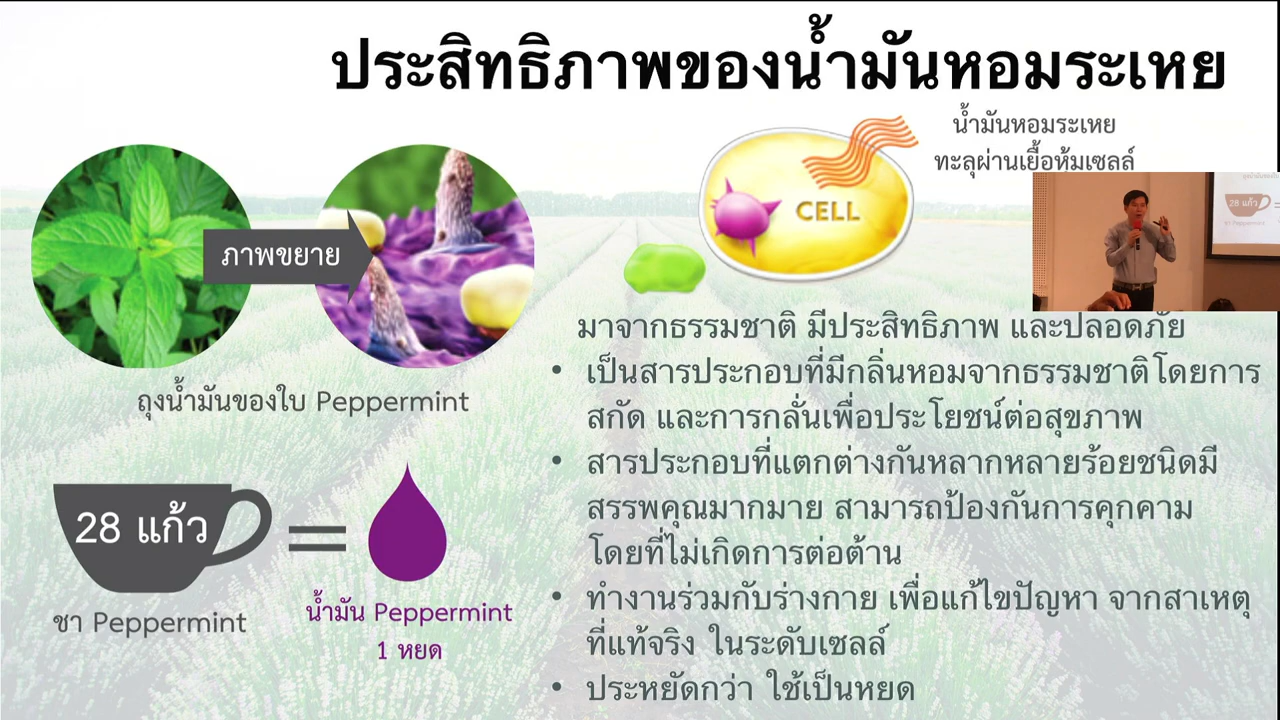 ประสิทธิภาพของน้ำมันหอมระเหย
น้ำมันหอมระเหย
ทะลุผ่านเยื้อห้มเซลล์
CELL
ภาพขยาย
ถุงน้ำมันของใบ Peppermint
28 แก้ว
ชา Peppermint
น้ำมัน Peppermint
1 หยด
มาจากธรรมชาติ มีประสิทธิภาพ และปลอดภัย
• เป็นสารประกอบที่มีกลิ่นหอมจากธรรมชาติโดยการ
สกัด และการกลั่นเพื่อประโยชน์ต่อสุขภาพ
• สารประกอบที่แตกต่างกันหลากหลายร้อยชนิดมี
สรรพคุณมากมาย สามารถป้องกันการคุกคาม
โดยที่ไม่เกิดการต่อต้าน
• ทำงานร่วมกับร่างกาย เพื่อแก้ไขปัญหา จากสาเหตุ
ที่แท้จริง ในระดับเซลล์
• ประหยัดกว่า ใช้เป็นหยด
28 แก้ว